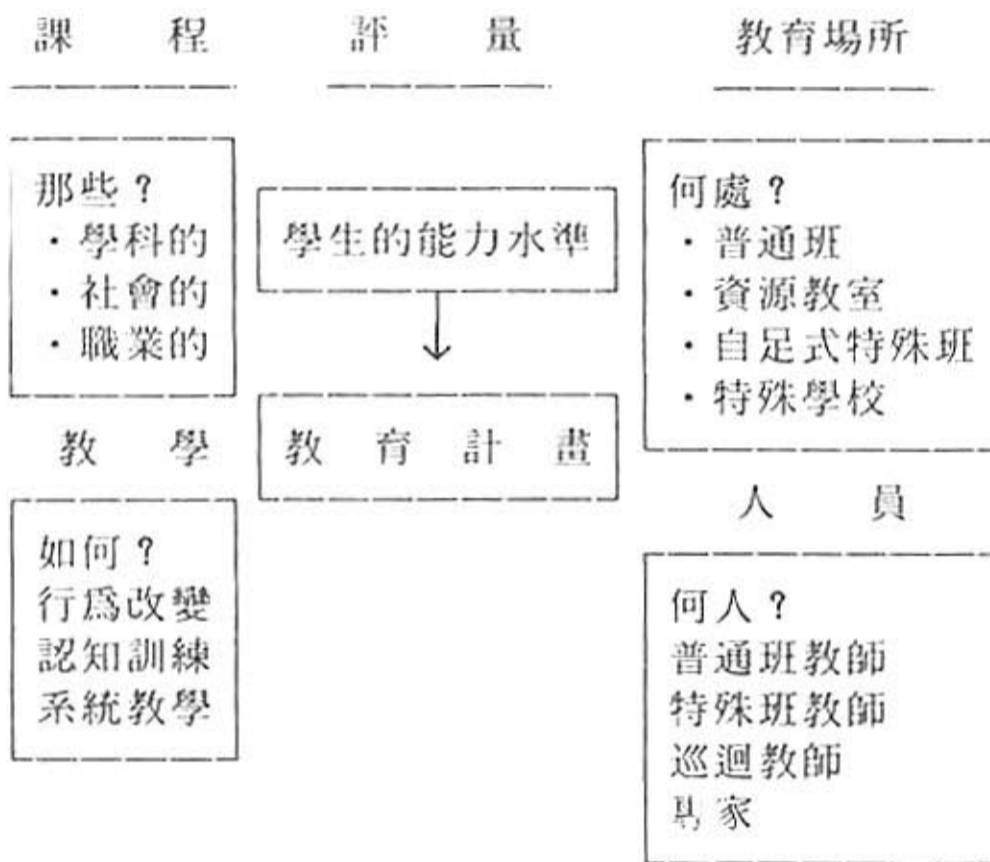 課程
那些?
・學科的
・社會的
・職業的
教學
如何?
行為改變
認知訓練
系統教學
評量
學生的能力水準
教育計畫
教育場所
何處?
・普通班
・資源教室
・自足式特殊班
・特殊學校
人員
何人?
普通班教師
特殊班教師
巡迴教師
家